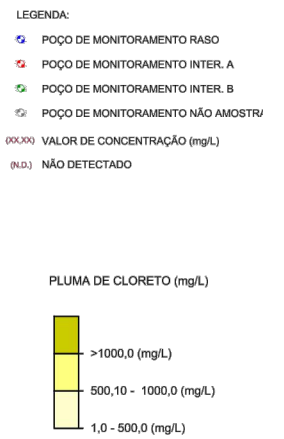 LEGENDA:
POÇO DE MONITORAMENTO RASO
POÇO DE MONITORAMENTO INTER. A
POÇO DE MONITORAMENTO INTER. B
POÇO DE MONITORAMENTO NÃO AMOSTRA
(XX,XX) VALOR DE CONCENTRAÇÃO (mg/L)
(N.D.) NÃO DETECTADO
PLUMA DE CLORETO (mg/L)
>1000,0 (mg/L)
500,10 - 1000,0 (mg/L)
1,0 - 500,0 (mg/L)